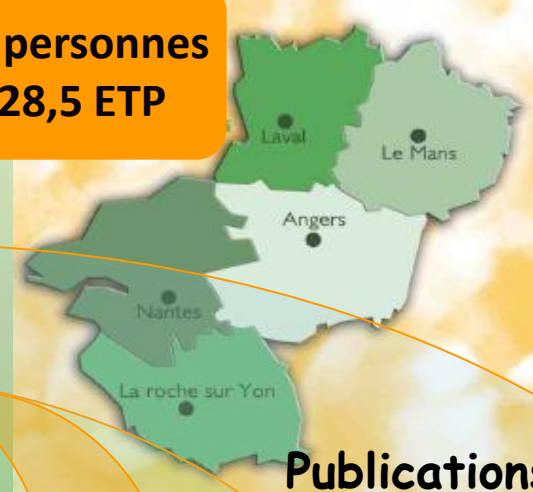 personnes
28,5 ETP
Laval
Le Mans
Angers
Nantes
La roche sur Yon
Publications